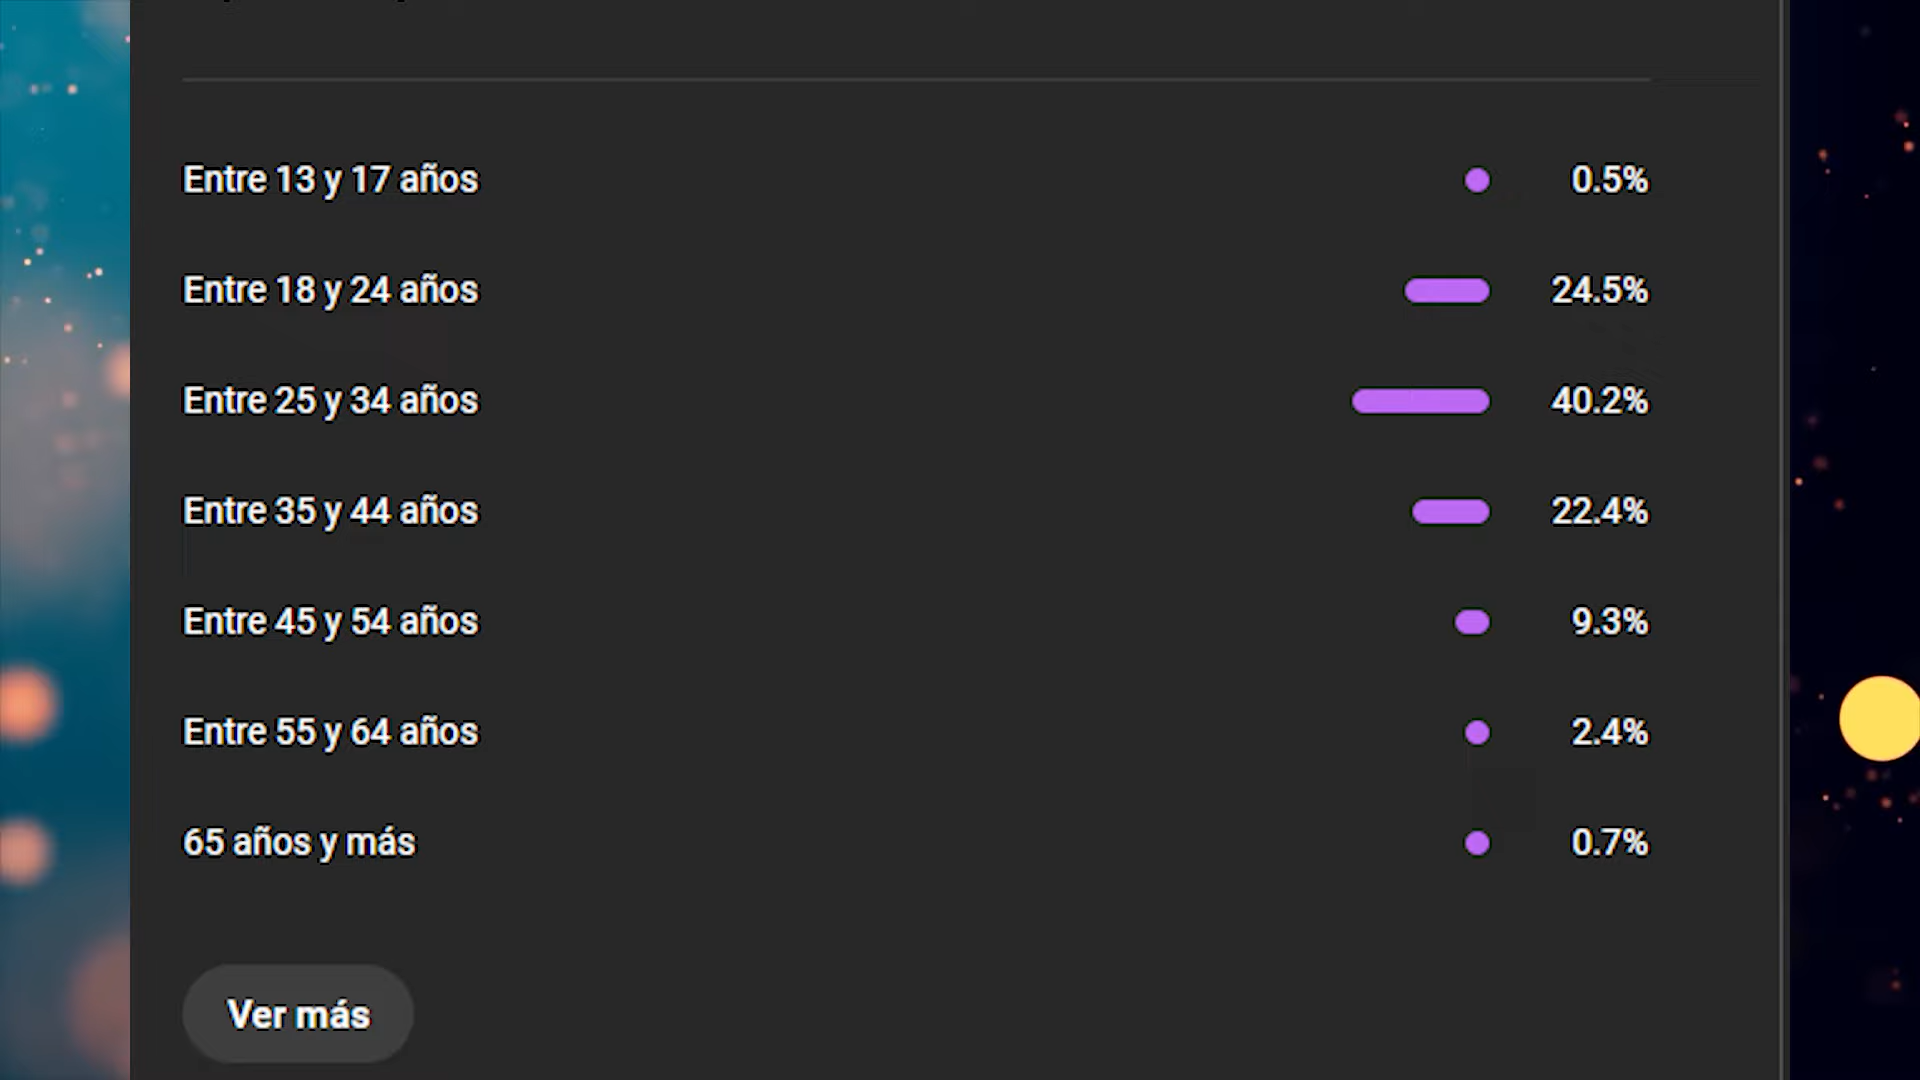 Entre 13 y 17 años 0.5%
Entre 18 y 24 años 24.5%
Entre 25 y 34 años 40.2%
Entre 35 y 44 años 22.4%
Entre 45 y 54 años 9.3%
Entre 55 y 64 años 2.4%
65 años y más 0.7%
Ver más